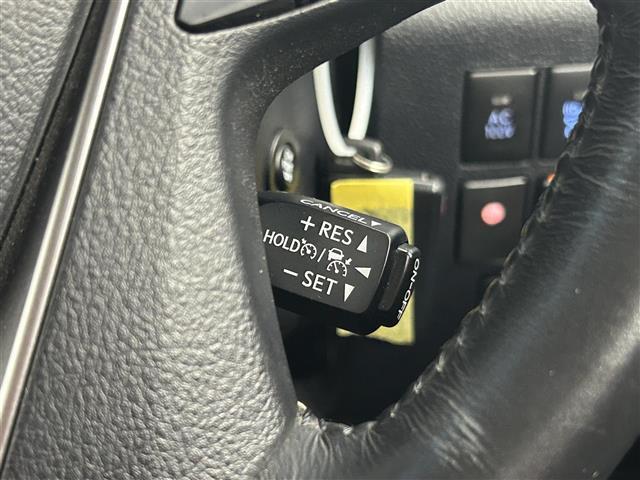 AC
100V
CANCEL▼
+ RES ▲
HOLD /
− SET ▼
ON-OFF